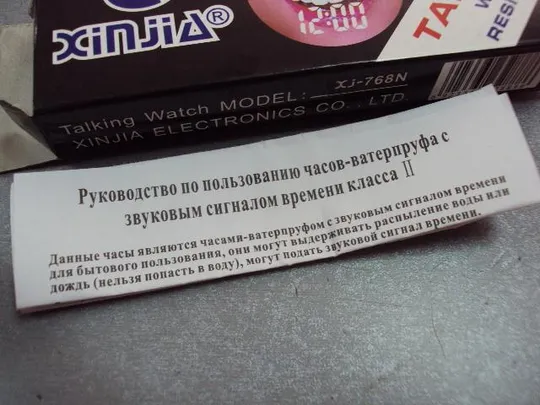 XINJIA®
12:00
TA
W
RESI
Talking Watch MODEL: XJ-768N
XINJIA ELECTRONICS CO., LTD.
Руководство по пользованию часов-ватерпруфа с
звуковым сигналом времени класса II
Данные часы являются часами-ватерпруфом с звуковым сигналом времени
для бытового пользования, они могут выдерживать распыление воды или
дождь (нельзя попасть в воду), могут подать звуковой сигнал времени.